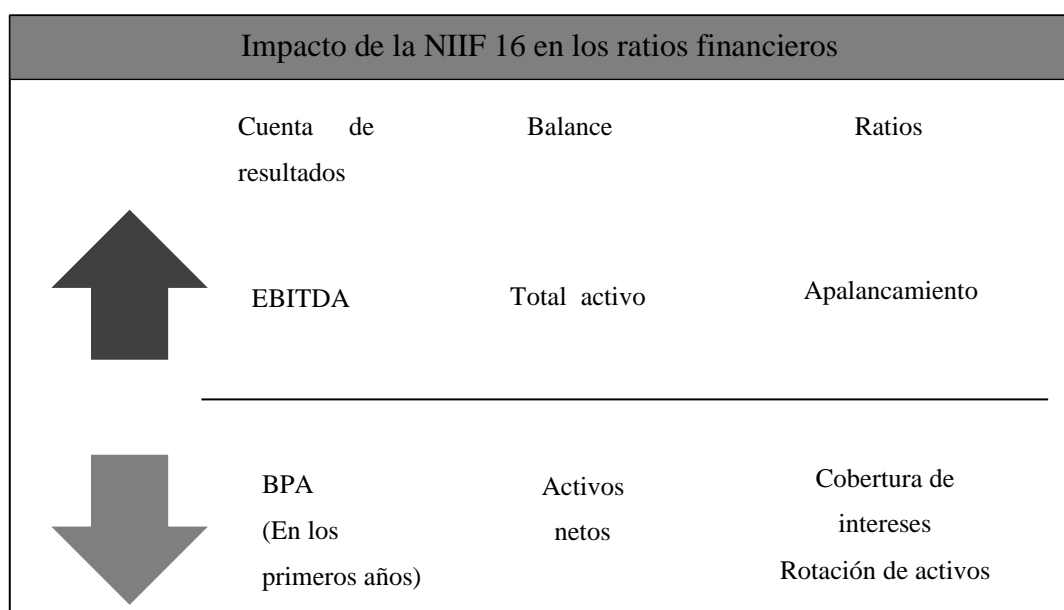 Impacto de la NIIF 16 en los ratios financieros
Cuenta de
resultados
Balance
Ratios
EBITDA
Total activo
Apalancamiento
BPA
(En los
primeros años)
Activos
netos
Cobertura de
intereses
Rotación de activos